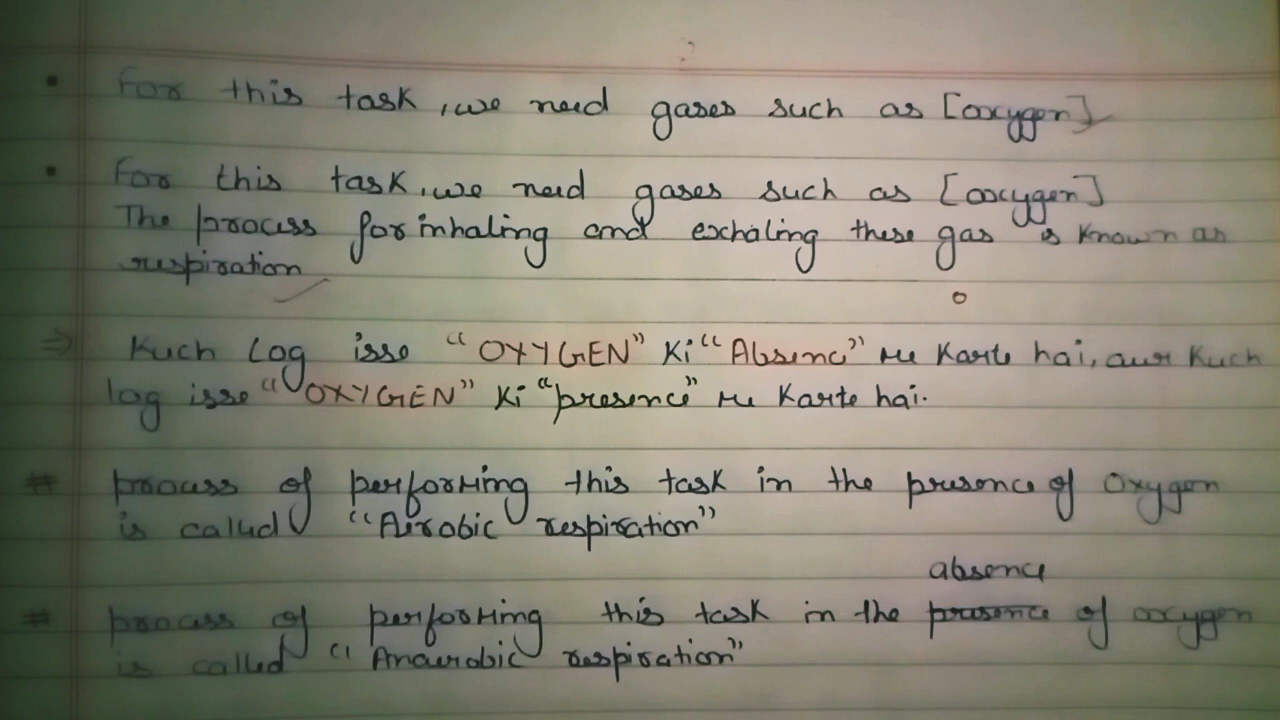 • For this task, we need gases such as [oxygen]
• For this task, we need gases such as [oxygen]
The process for inhaling and exhaling these gas is known as
respiration
⇒ Kuch log isse "OXYGEN" Ki "Absence" me Karte hai, aur Kuch
log isse "OXYGEN" Ki "presence" me Karte hai.
# process of performing this task in the presence of Oxygen
is called "Airobic respiration"
absence
# process of performing this task in the presence of oxygen
is called "Anaerobic respiration"